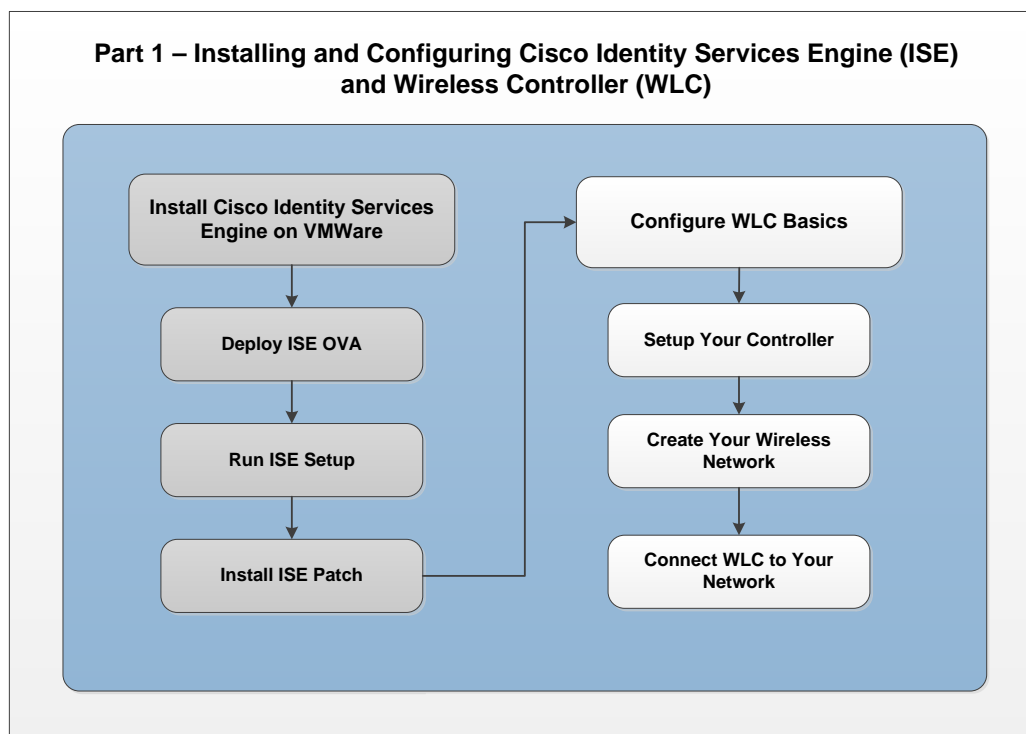 Part 1 – Installing and Configuring Cisco Identity Services Engine (ISE)
and Wireless Controller (WLC)
Install Cisco Identity Services
Engine on VMWare
Deploy ISE OVA
Run ISE Setup
Install ISE Patch
Configure WLC Basics
Setup Your Controller
Create Your Wireless
Network
Connect WLC to Your
Network